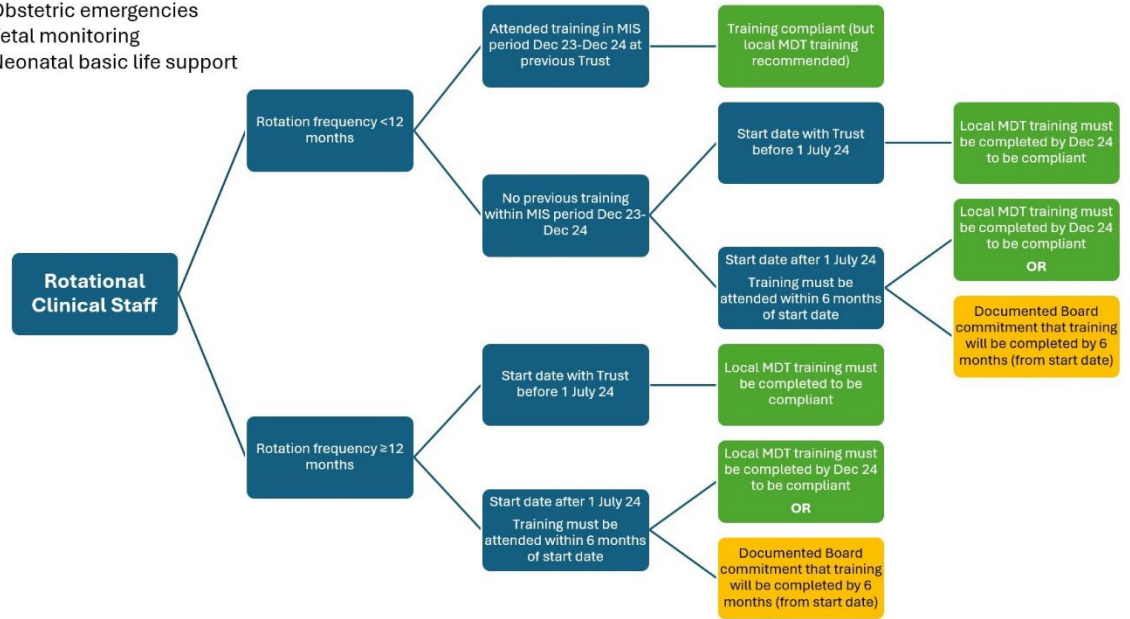 Obstetric emergencies
etal monitoring
Neonatal basic life support
Attended training in MIS
period Dec 23-Dec 24 at
previous Trust
Training compliant (but
local MDT training
recommended)
Rotation frequency <12
months
Start date with Trust
before 1 July 24
Local MDT training must
be completed by Dec 24
to be compliant
No previous training
within MIS period Dec 23-
Dec 24
Local MDT training must
be completed by Dec 24
to be compliant
OR
Start date after 1 July 24
Training must be
attended within 6 months
of start date
Documented Board
commitment that training
will be completed by 6
months (from start date)
Rotational
Clinical Staff
Start date with Trust
before 1 July 24
Local MDT training must
be completed to be
compliant
Rotation frequency ≥12
months
Local MDT training must
be completed by Dec 24
to be compliant
OR
Start date after 1 July 24
Training must be
attended within 6 months
of start date
Documented Board
commitment that training
will be completed by 6
months (from start date)